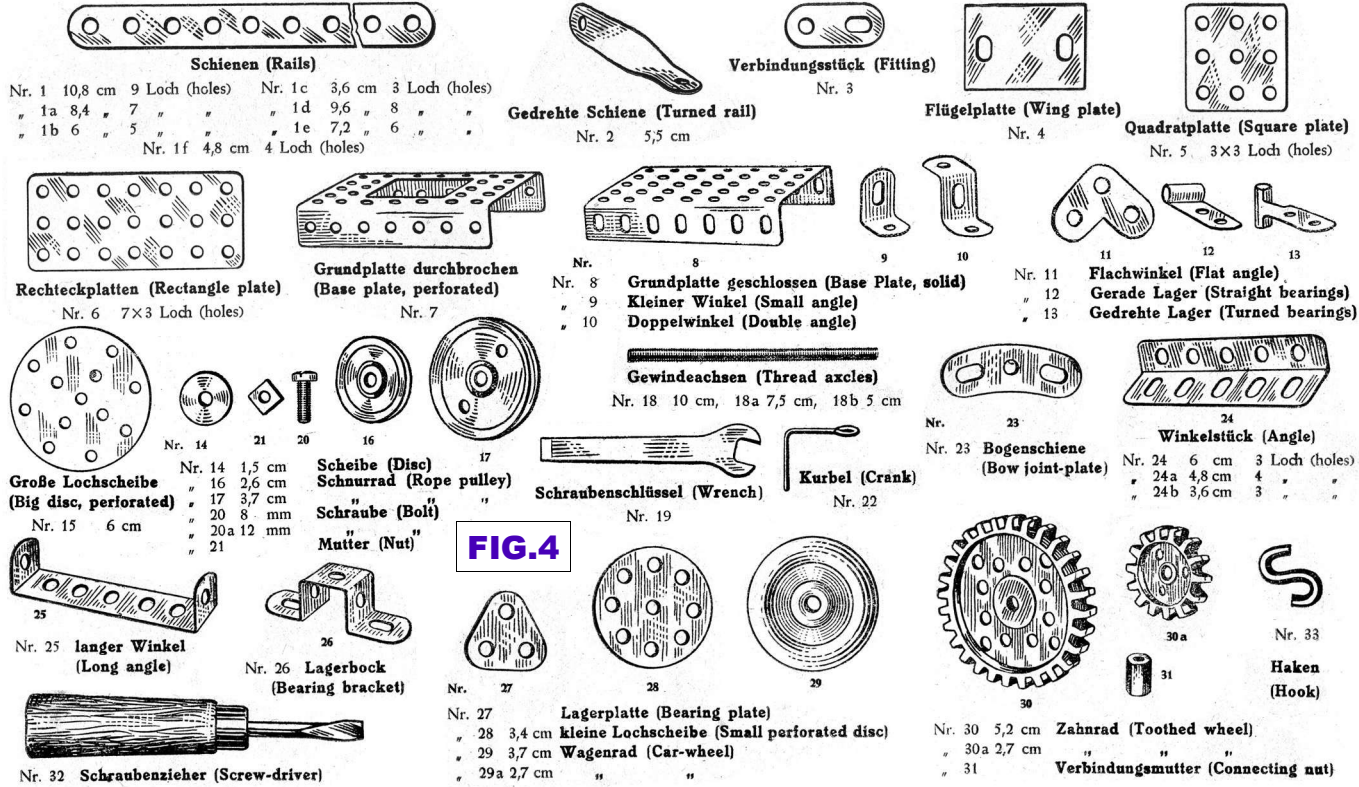 Schienen (Rails)
Nr. 1 10,8 cm 9 Loch (holes) Nr. 1c 3,6 cm 3 Loch (holes)
„ 1a 8,4 „ 7 „ „ „ 1d 9,6 „ 8 „ „
„ 1b 6 „ 5 „ „ „ 1e 7,2 „ 6 „ „
Nr. 1f 4,8 cm 4 Loch (holes)
Gedrehte Schiene (Turned rail)
Nr. 2 5,5 cm
Verbindungsstück (Fitting)
Nr. 3
Flügelplatte (Wing plate)
Nr. 4
Quadratplatte (Square plate)
Nr. 5 3×3 Loch (holes)
Rechteckplatten (Rectangle plate)
Nr. 6 7×3 Loch (holes)
Grundplatte durchbrochen
(Base plate, perforated)
Nr. 7
Nr. 8 9 10
Nr. 8 Grundplatte geschlossen (Base Plate, solid)
„ 9 Kleiner Winkel (Small angle)
„ 10 Doppelwinkel (Double angle)
11 12 13
Nr. 11 Flachwinkel (Flat angle)
„ 12 Gerade Lager (Straight bearings)
„ 13 Gedrehte Lager (Turned bearings)
Große Lochscheibe
(Big disc, perforated)
Nr. 15 6 cm
Nr. 14 21 20 16 17
Nr. 14 1,5 cm Scheibe (Disc)
„ 16 2,6 cm Schnurrad (Rope pulley)
„ 17 3,7 cm „ „ „
„ 20 8 mm Schraube (Bolt)
„ 20a 12 mm „ „
„ 21 Mutter (Nut)
Gewindeachsen (Thread axcles)
Nr. 18 10 cm, 18a 7,5 cm, 18b 5 cm
Schraubenschlüssel (Wrench)
Nr. 19
Kurbel (Crank)
Nr. 22
Nr. 23
Nr. 23 Bogenschiene
(Bow joint-plate)
24
Winkelstück (Angle)
Nr. 24 6 cm 3 Loch (holes)
„ 24a 4,8 cm 4 „ „
„ 24b 3,6 cm 3 „ „
25
Nr. 25 langer Winkel
(Long angle)
26
Nr. 26 Lagerbock
(Bearing bracket)
FIG.4
Nr. 27 28 29
Nr. 27 Lagerplatte (Bearing plate)
„ 28 3,4 cm kleine Lochscheibe (Small perforated disc)
„ 29 3,7 cm Wagenrad (Car-wheel)
„ 29a 2,7 cm „ „
30 30a 31
Nr. 30 5,2 cm Zahnrad (Toothed wheel)
„ 30a 2,7 cm „ „ „
„ 31 Verbindungsmutter (Connecting nut)
Nr. 33
Haken
(Hook)
Nr. 32 Schraubenzieher (Screw-driver)